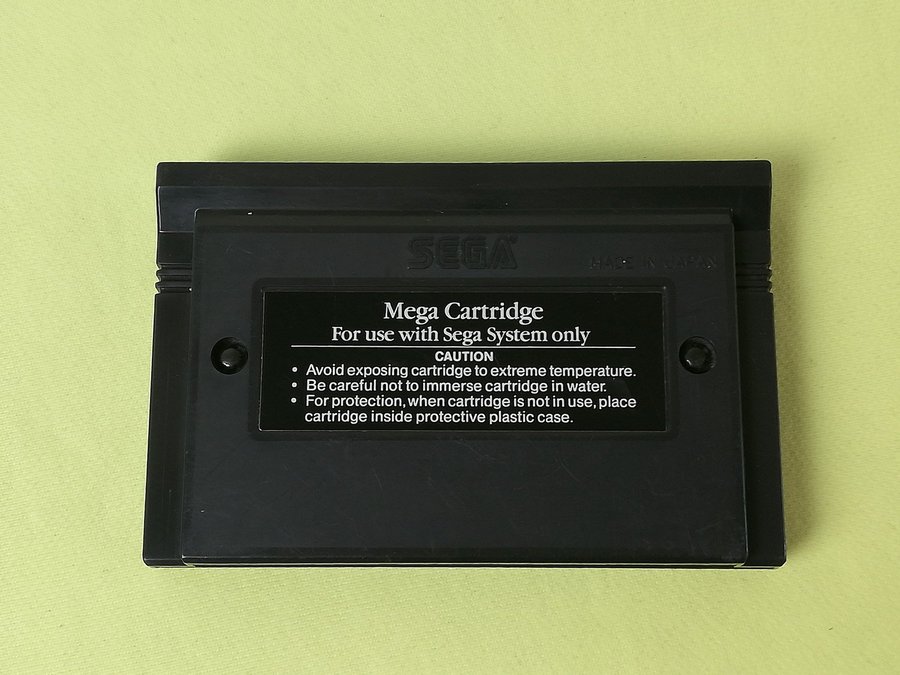 SEGA
MADE IN JAPAN
Mega Cartridge
For use with Sega System only
CAUTION
• Avoid exposing cartridge to extreme temperature.
• Be careful not to immerse cartridge in water.
• For protection, when cartridge is not in use, place
cartridge inside protective plastic case.